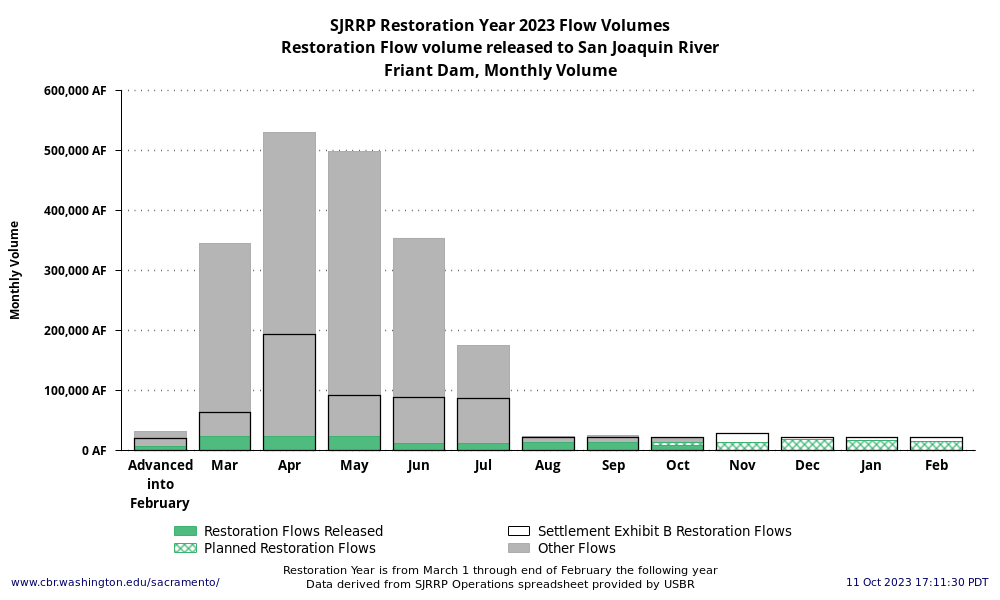 SJRRP Restoration Year 2023 Flow Volumes
Restoration Flow volume released to San Joaquin River
Friant Dam, Monthly Volume
Monthly Volume
600,000 AF
500,000 AF
400,000 AF
300,000 AF
200,000 AF
100,000 AF
0 AF
Advanced into February
Mar
Apr
May
Jun
Jul
Aug
Sep
Oct
Nov
Dec
Jan
Feb
Restoration Flows Released
Settlement Exhibit B Restoration Flows
Planned Restoration Flows
Other Flows
Restoration Year is from March 1 through end of February the following year
www.cbr.washington.edu/sacramento/
Data derived from SJRRP Operations spreadsheet provided by USBR
11 Oct 2023 17:11:30 PDT